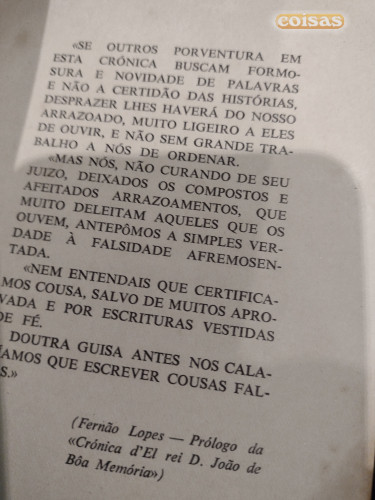 coisas
«SE OUTROS PORVENTURA EM
ESTA CRÓNICA BUSCAM FORMO-
SURA E NOVIDADE DE PALAVRAS
E NÃO A CERTIDÃO DAS HISTÓRIAS,
DESPRAZER LHES HAVERÁ DO NOSSO
ARRAZOADO, MUITO LIGEIRO A ELES
DE OUVIR, E NÃO SEM GRANDE TRA-
BALHO A NÓS DE ORDENAR.
«MAS NÓS, NÃO CURANDO DE SEU
JUIZO, DEIXADOS OS COMPOSTOS E
AFEITADOS ARRAZOAMENTOS, QUE
MUITO DELEITAM AQUELES QUE OS
OUVEM, ANTEPÔMOS A SIMPLES VER-
DADE À FALSIDADE AFREMOSEN-
TADA.
«NEM ENTENDAIS QUE CERTIFICA-
MOS COUSA, SALVO DE MUITOS APRO-
VADA E POR ESCRITURAS VESTIDAS
DE FÉ.
DOUTRA GUISA ANTES NOS CALA-
ÍAMOS QUE ESCREVER COUSAS FAL-
S.»
(Fernão Lopes — Prólogo da
«Crónica d'El rei D. João de
Bôa Memória»)